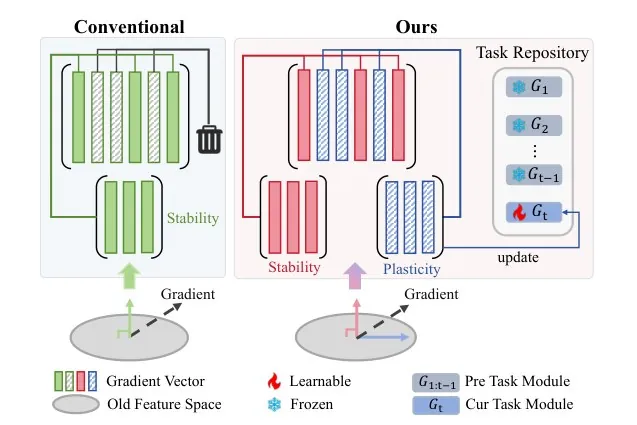 Conventional
Ours
Stability
Task Repository
G1
G2
⋮
Gt−1
Gt
Stability
Plasticity
update
Gradient
Gradient
Gradient Vector
Learnable
G1:t−1 Pre Task Module
Old Feature Space
Frozen
Gt Cur Task Module